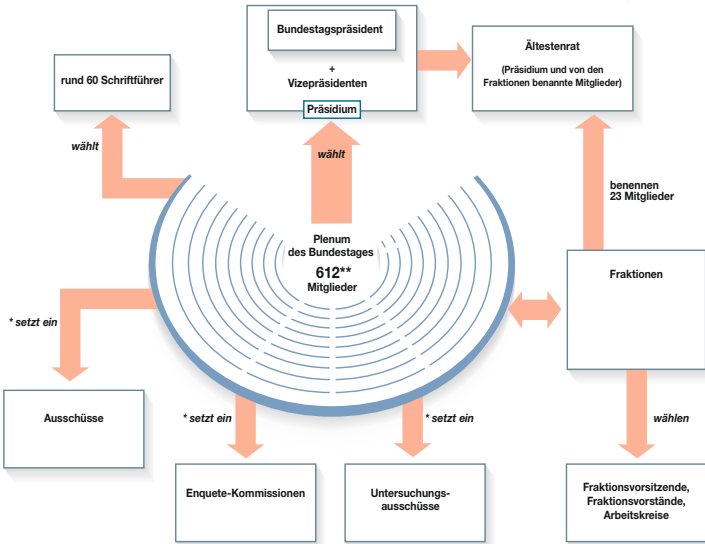 Bundestagspräsident
+
Vizepräsidenten
Präsidium
Ältestenrat
(Präsidium und von den
Fraktionen benannte Mitglieder)
rund 60 Schriftführer
wählt
wählt
benennen
23 Mitglieder
Plenum
des Bundestages
612**
Mitglieder
Fraktionen
* setzt ein
Ausschüsse
* setzt ein
* setzt ein
wählen
Enquete-Kommissionen
Untersuchungs-
ausschüsse
Fraktionsvorsitzende,
Fraktionsvorstände,
Arbeitskreise